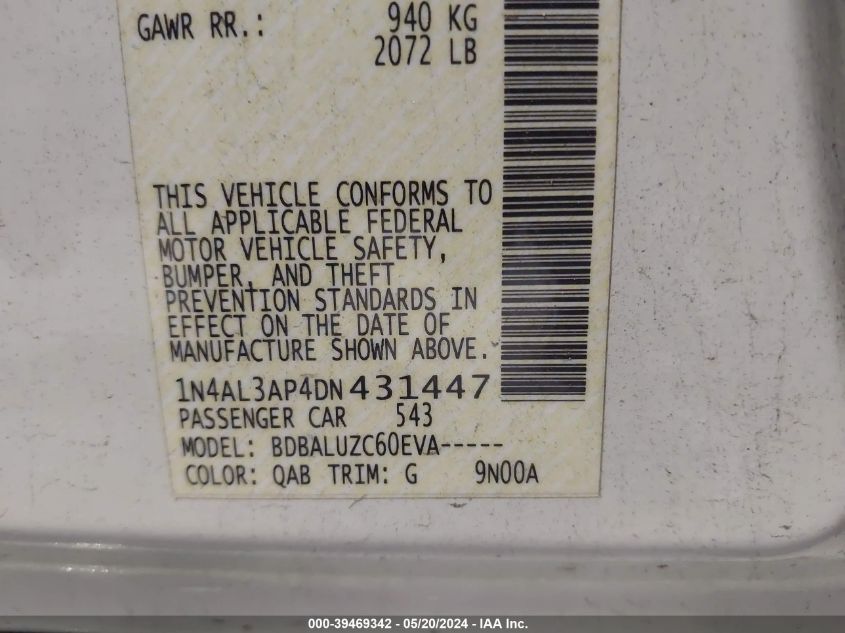 GAWR RR.: 940 KG
2072 LB
THIS VEHICLE CONFORMS TO
ALL APPLICABLE FEDERAL
MOTOR VEHICLE SAFETY,
BUMPER, AND THEFT
PREVENTION STANDARDS IN
EFFECT ON THE DATE OF
MANUFACTURE SHOWN ABOVE.
1N4AL3AP4DN431447
PASSENGER CAR 543
MODEL: BDBALUZC60EVA-----
COLOR: QAB TRIM: G 9N00A
000-39469342 - 05/20/2024 - IAA Inc.